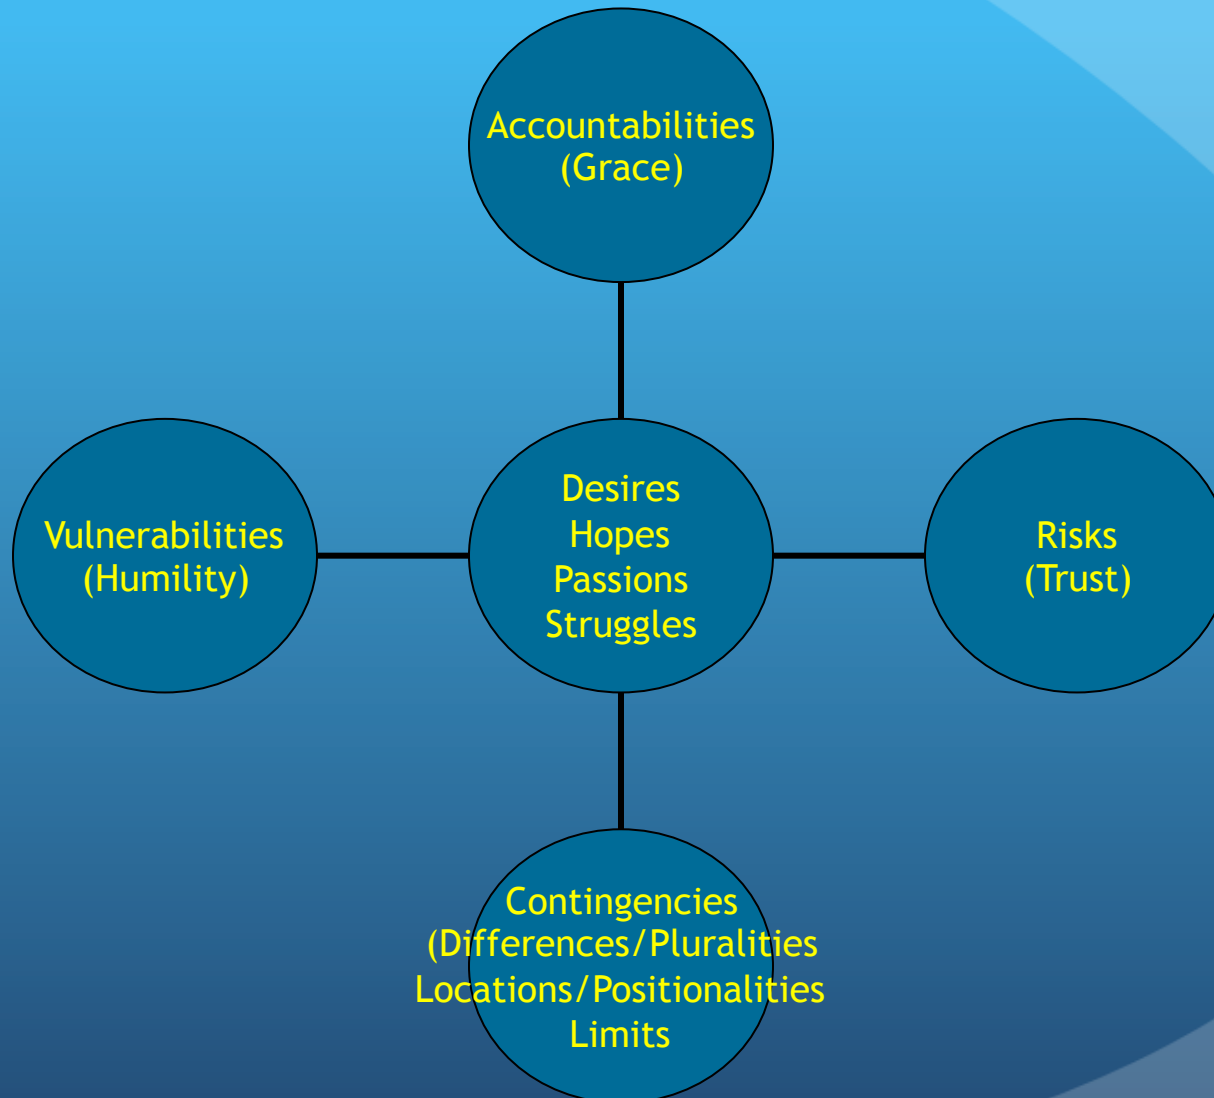 Accountabilities
(Grace)
Vulnerabilities
(Humility)
Desires
Hopes
Passions
Struggles
Risks
(Trust)
Contingencies
(Differences/Pluralities
Locations/Positionalities
Limits